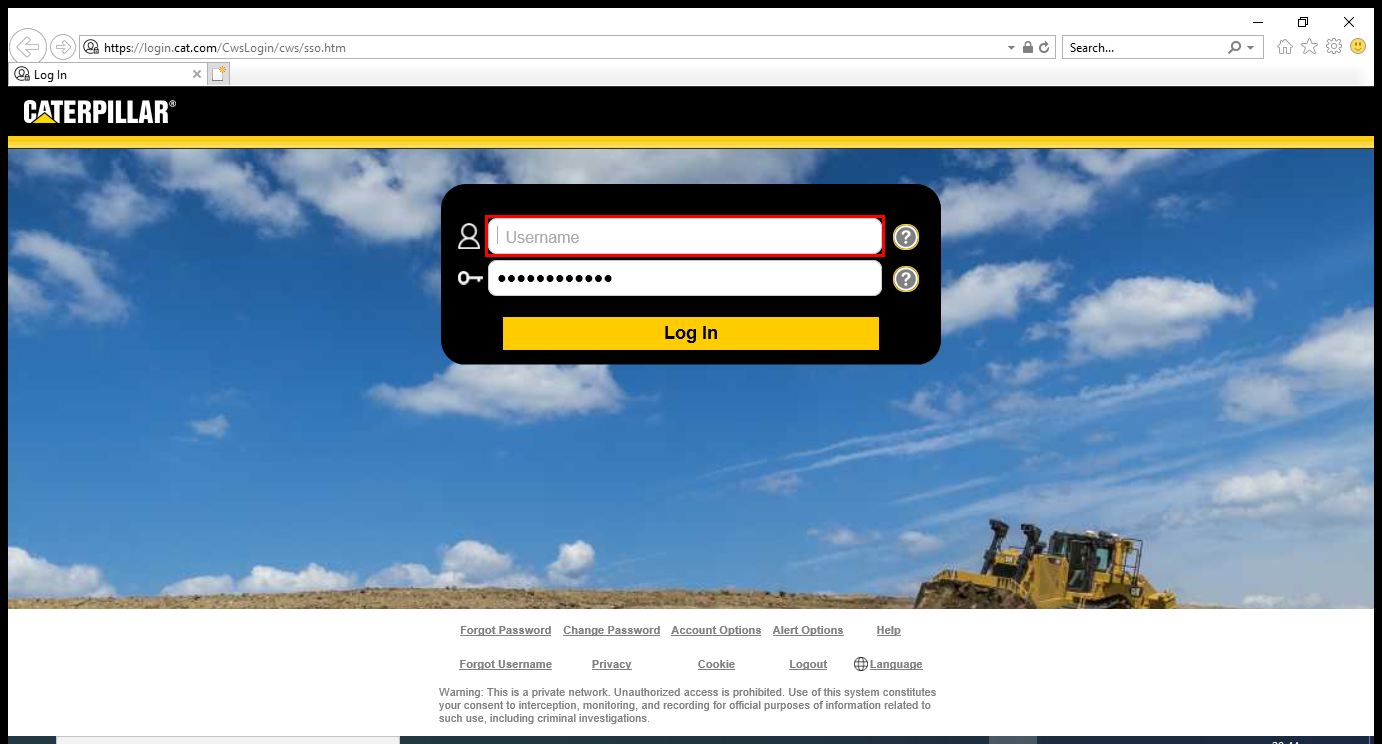 https://login.cat.com/CwsLogin/cws/sso.htm
Search...
Log In
CATERPILLAR®
Username
?
••••••••••••
?
Log In
Forgot Password Change Password Account Options Alert Options Help
Forgot Username Privacy Cookie Logout Language
Warning: This is a private network. Unauthorized access is prohibited. Use of this system constitutes
your consent to interception, monitoring, and recording for official purposes of information related to
such use, including criminal investigations.